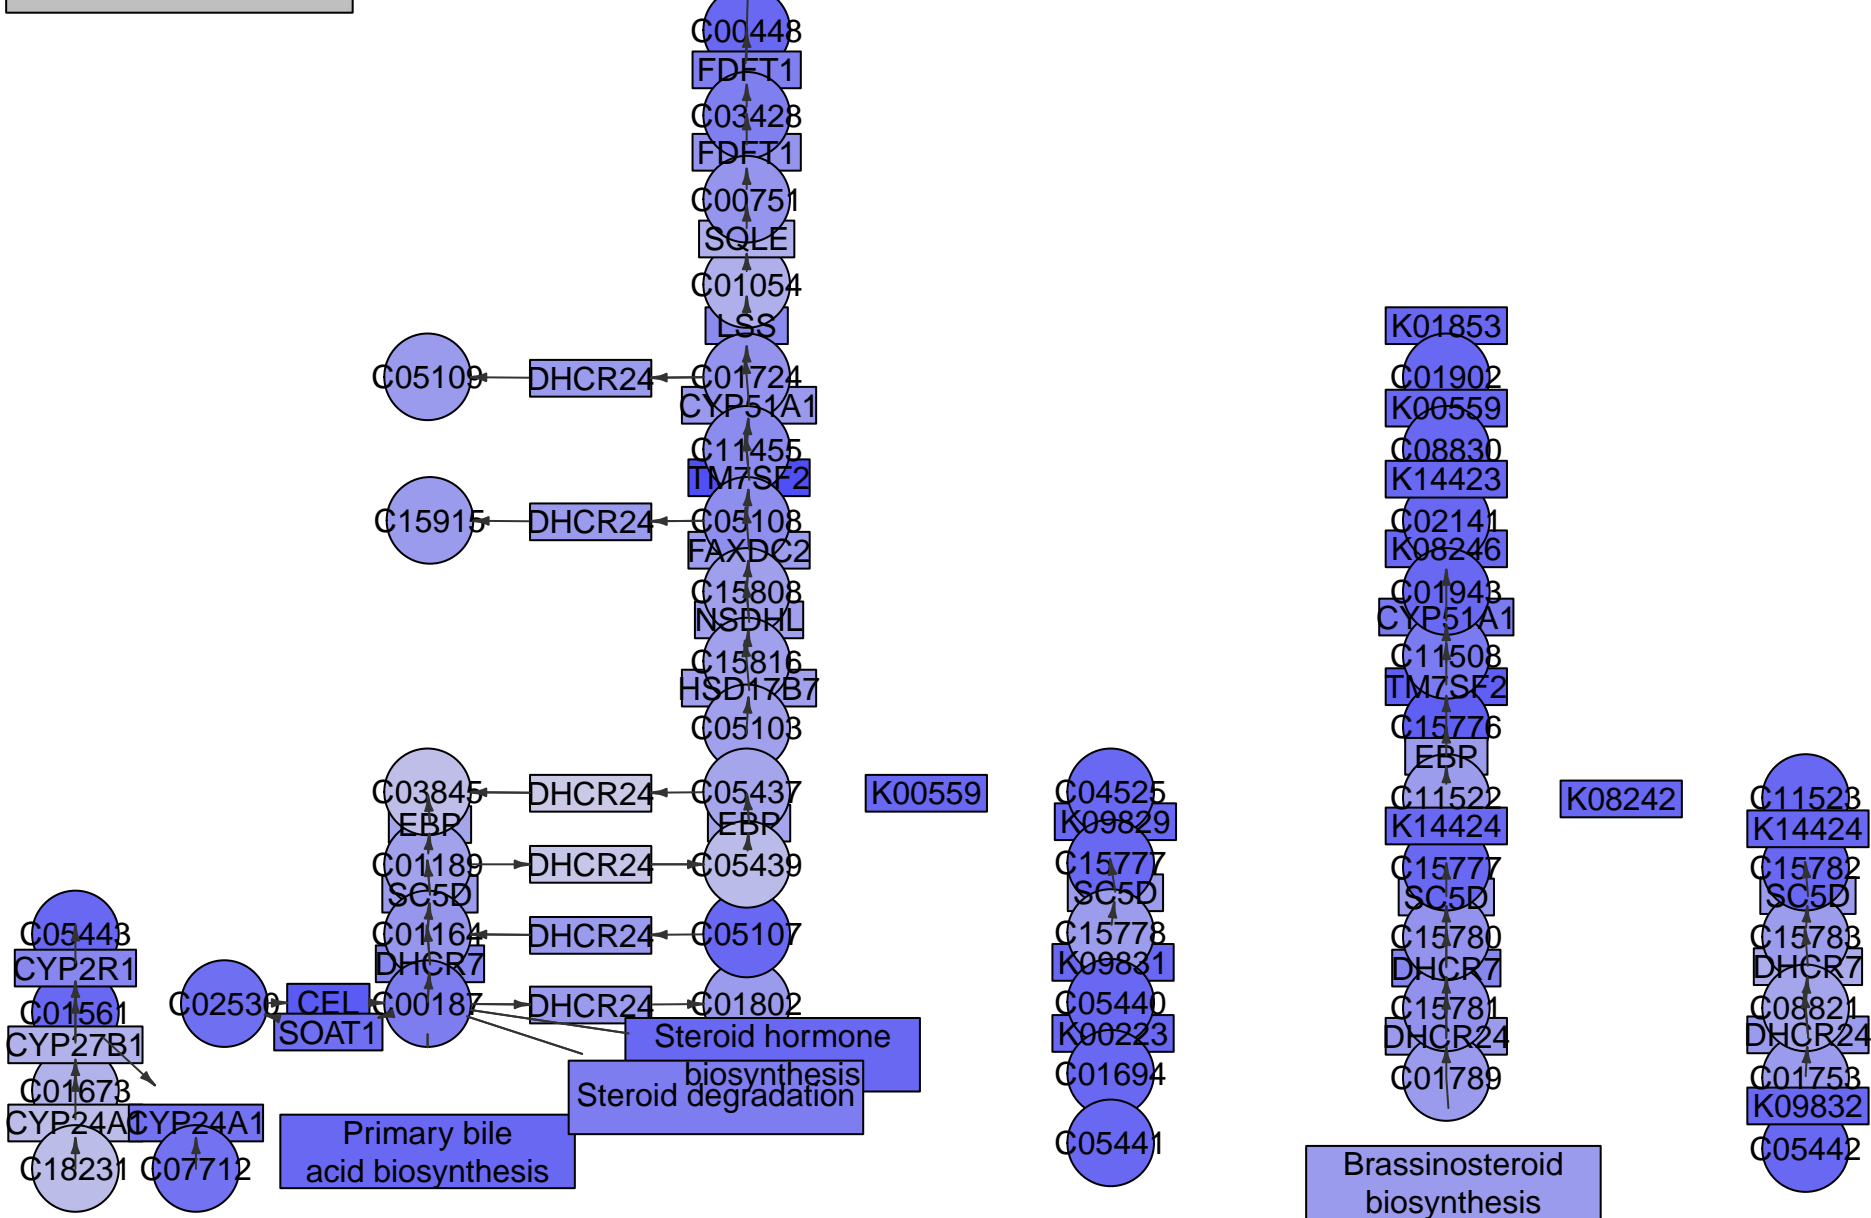 C00448
FDFT1
C03428
FDFT1
C00751
SQLE
C01054
LSS
C05109
DHCR24
C01724
CYP51A1
C11455
TM7SF2
C15915
DHCR24
C05108
FAXDC2
C15808
NSDHL
C15816
HSD17B7
C05103
C03845
DHCR24
C05437
EBP
EBP
C01189
DHCR24
C05439
SC5D
C01164
DHCR24
C05107
DHCR7
C02530
CEL
SOAT1
C00187
DHCR24
C01802
C05443
CYP2R1
C01561
CYP27B1
C01673
CYP24A1
CYP24A1
C18231
C07712
Steroid hormone
biosynthesis
Steroid degradation
Primary bile
acid biosynthesis
K00559
C04525
K09829
C15777
SC5D
C15778
K09831
C05440
K00223
C01694
C05441
K01853
C01902
K00559
C08830
K14423
C02141
K08246
C01943
CYP51A1
C11508
TM7SF2
C15776
EBP
C11522
K14424
C15777
SC5D
C15780
DHCR7
C15781
DHCR24
C01789
Brassinosteroid
biosynthesis
K08242
C11523
K14424
C15782
SC5D
C15783
DHCR7
C08821
DHCR24
C01753
K09832
C05442